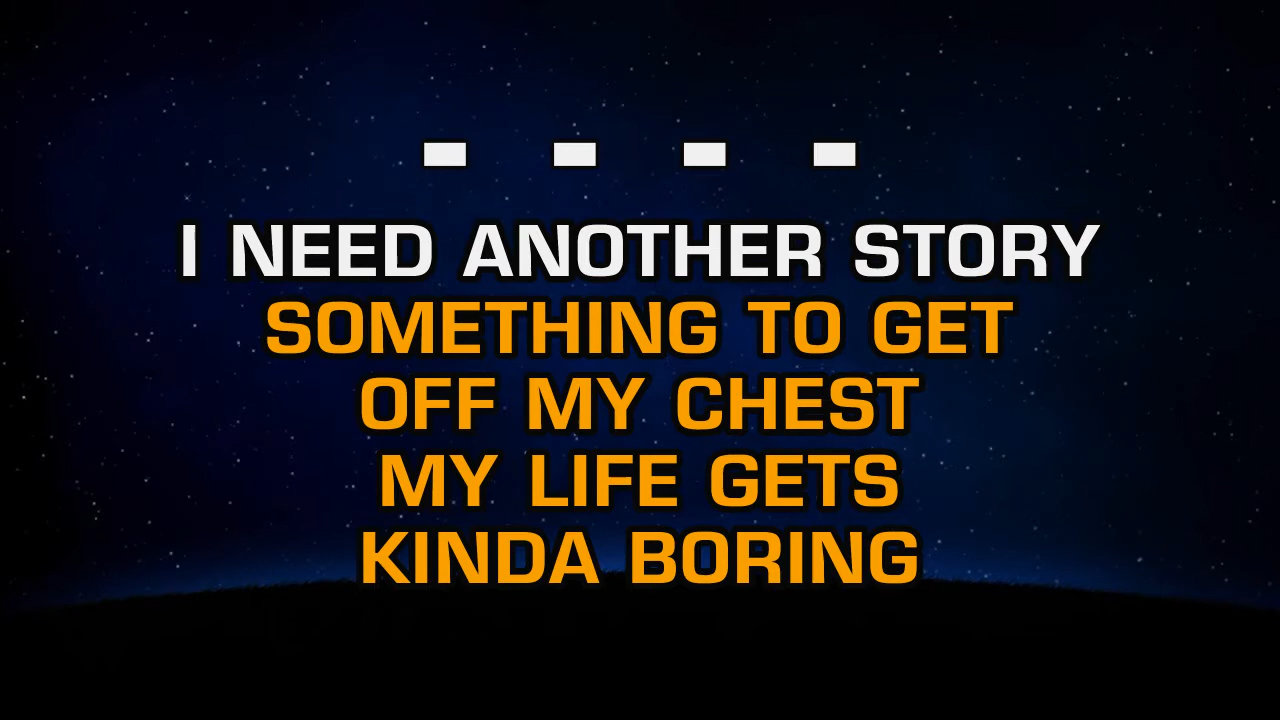 - - - -
I NEED ANOTHER STORY
SOMETHING TO GET
OFF MY CHEST
MY LIFE GETS
KINDA BORING